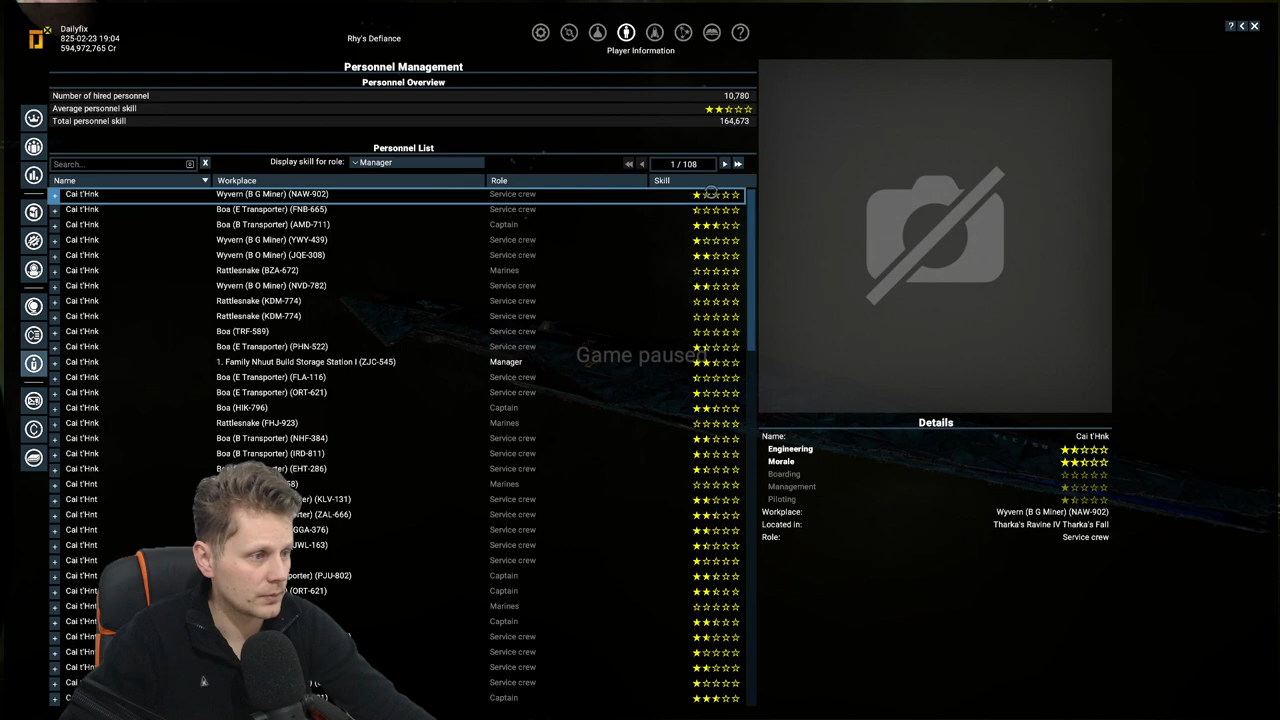 Dailyfix
825-02-23 19:04
594,972,765 Cr
Rhy's Defiance
Player Information
Personnel Management
Personnel Overview
Number of hired personnel 10,780
Average personnel skill
Total personnel skill 164,673
Personnel List
Search... x Display skill for role: Manager 1 / 108
Name Workplace Role Skill
Cai t'Hnk Wyvern (B G Miner) (NAW-902) Service crew
Cai t'Hnk Boa (E Transporter) (FNB-665) Service crew
Cai t'Hnk Boa (B Transporter) (AMD-711) Captain
Cai t'Hnk Wyvern (B G Miner) (YWY-439) Service crew
Cai t'Hnk Wyvern (B O Miner) (JQE-308) Service crew
Cai t'Hnk Rattlesnake (BZA-672) Marines
Cai t'Hnk Wyvern (B O Miner) (NVD-782) Service crew
Cai t'Hnk Rattlesnake (KDM-774) Service crew
Cai t'Hnk Rattlesnake (KDM-774) Service crew
Cai t'Hnk Boa (TRF-589) Service crew
Cai t'Hnk Boa (E Transporter) (PHN-522) Service crew
Game paused
Cai t'Hnk 1. Family Nhuut Build Storage Station I (ZJC-545) Manager
Cai t'Hnk Boa (E Transporter) (FLA-116) Service crew
Cai t'Hnk Boa (E Transporter) (ORT-621) Service crew
Cai t'Hnk Boa (HIK-796) Captain
Cai t'Hnk Rattlesnake (FHJ-923) Marines
Cai t'Hnk Boa (B Transporter) (NHF-384) Service crew
Cai t'Hnk Boa (B Transporter) (IRD-811) Service crew
Cai t'Hnk (EHT-286) Service crew
Cai t'Hnk Marines
Cai t'Hnk (KLV-131) Service crew
Cai t'Hnt (ZAL-666) Service crew
Cai t'Hnt GGA-376) Service crew
Cai t'Hnt Service crew
Cai t'Hnt Service crew
Cai t'Hnt (PJU-802) Captain
Cai t'Hnt (ORT-621) Captain
Cai t'Hnt Marines
Cai t'Hnt Captain
Cai t'Hnt Service crew
Cai t'Hnt Service crew
Cai t'Hnt Service crew
Cai t'Hnt Service crew
Cai t'Hnt Captain
Details
Name: Cai t'Hnk
Engineering
Morale
Boarding
Management
Piloting
Workplace: Wyvern (B G Miner) (NAW-902)
Located in: Tharka's Ravine IV Tharka's Fall
Role: Service crew